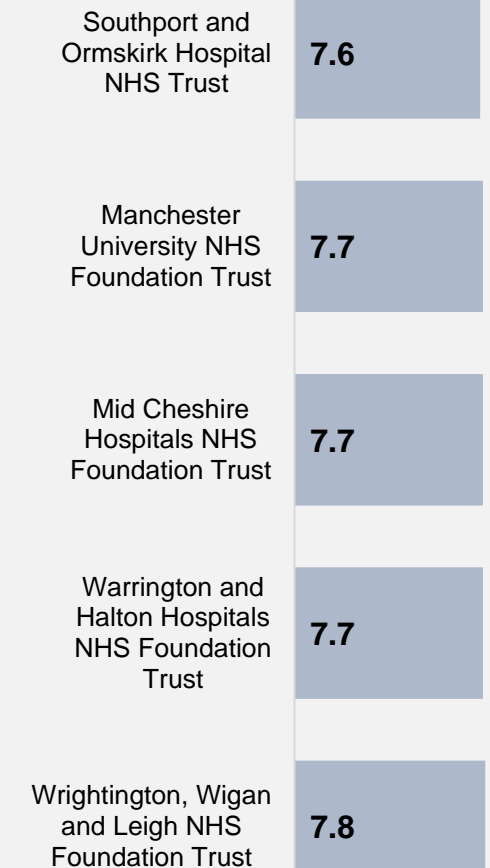 Southport and
Ormskirk Hospital
NHS Trust
7.6
Manchester
University NHS
Foundation Trust
7.7
Mid Cheshire
Hospitals NHS
Foundation Trust
7.7
Warrington and
Halton Hospitals
NHS Foundation
Trust
7.7
Wrightington, Wigan
and Leigh NHS
Foundation Trust
7.8